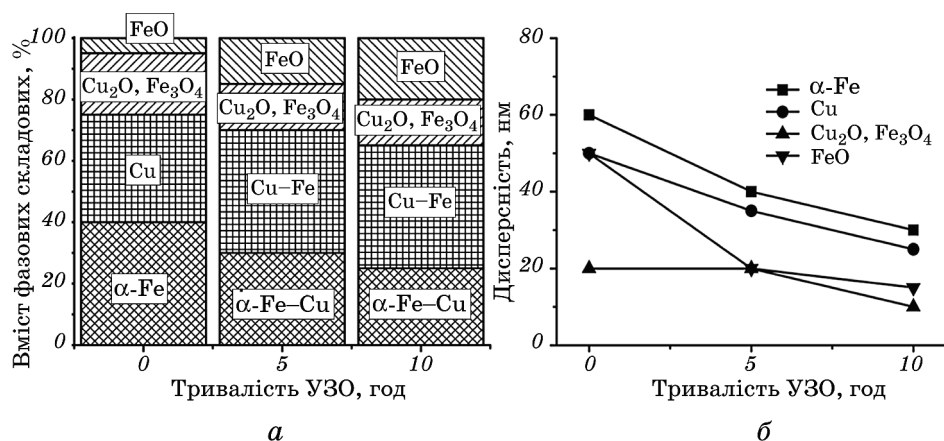 Вміст фазових складових, %
100
80
60
40
20
0
FeO
Cu₂O, Fe₃O₄
Cu
α-Fe
FeO
Cu₂O, Fe₃O₄
Cu–Fe
α-Fe–Cu
FeO
Cu₂O, Fe₃O₄
Cu–Fe
α-Fe–Cu
0 5 10
Тривалість УЗО, год
а
Дисперсність, нм
80
60
40
20
0
α-Fe
Cu
Cu₂O, Fe₃O₄
FeO
0 5 10
Тривалість УЗО, год
б